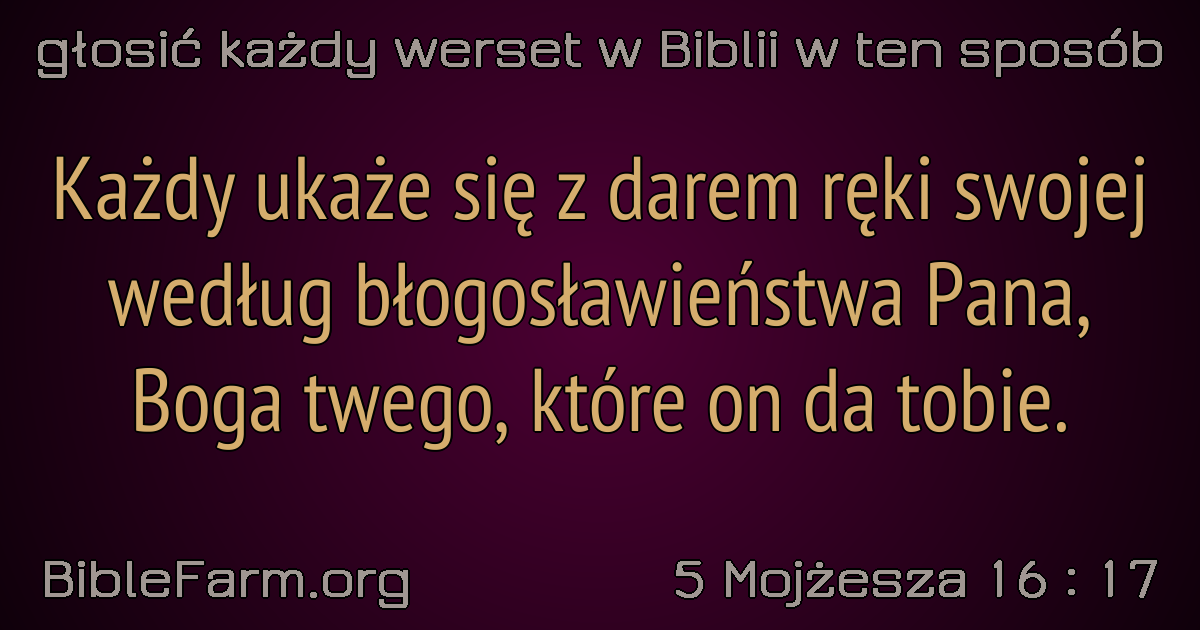 głosić każdy werset w Biblii w ten sposób
Każdy ukaże się z darem ręki swojej
według błogosławieństwa Pana,
Boga twego, które on da tobie.
BibleFarm.org
5 Mojżesza 16 : 17